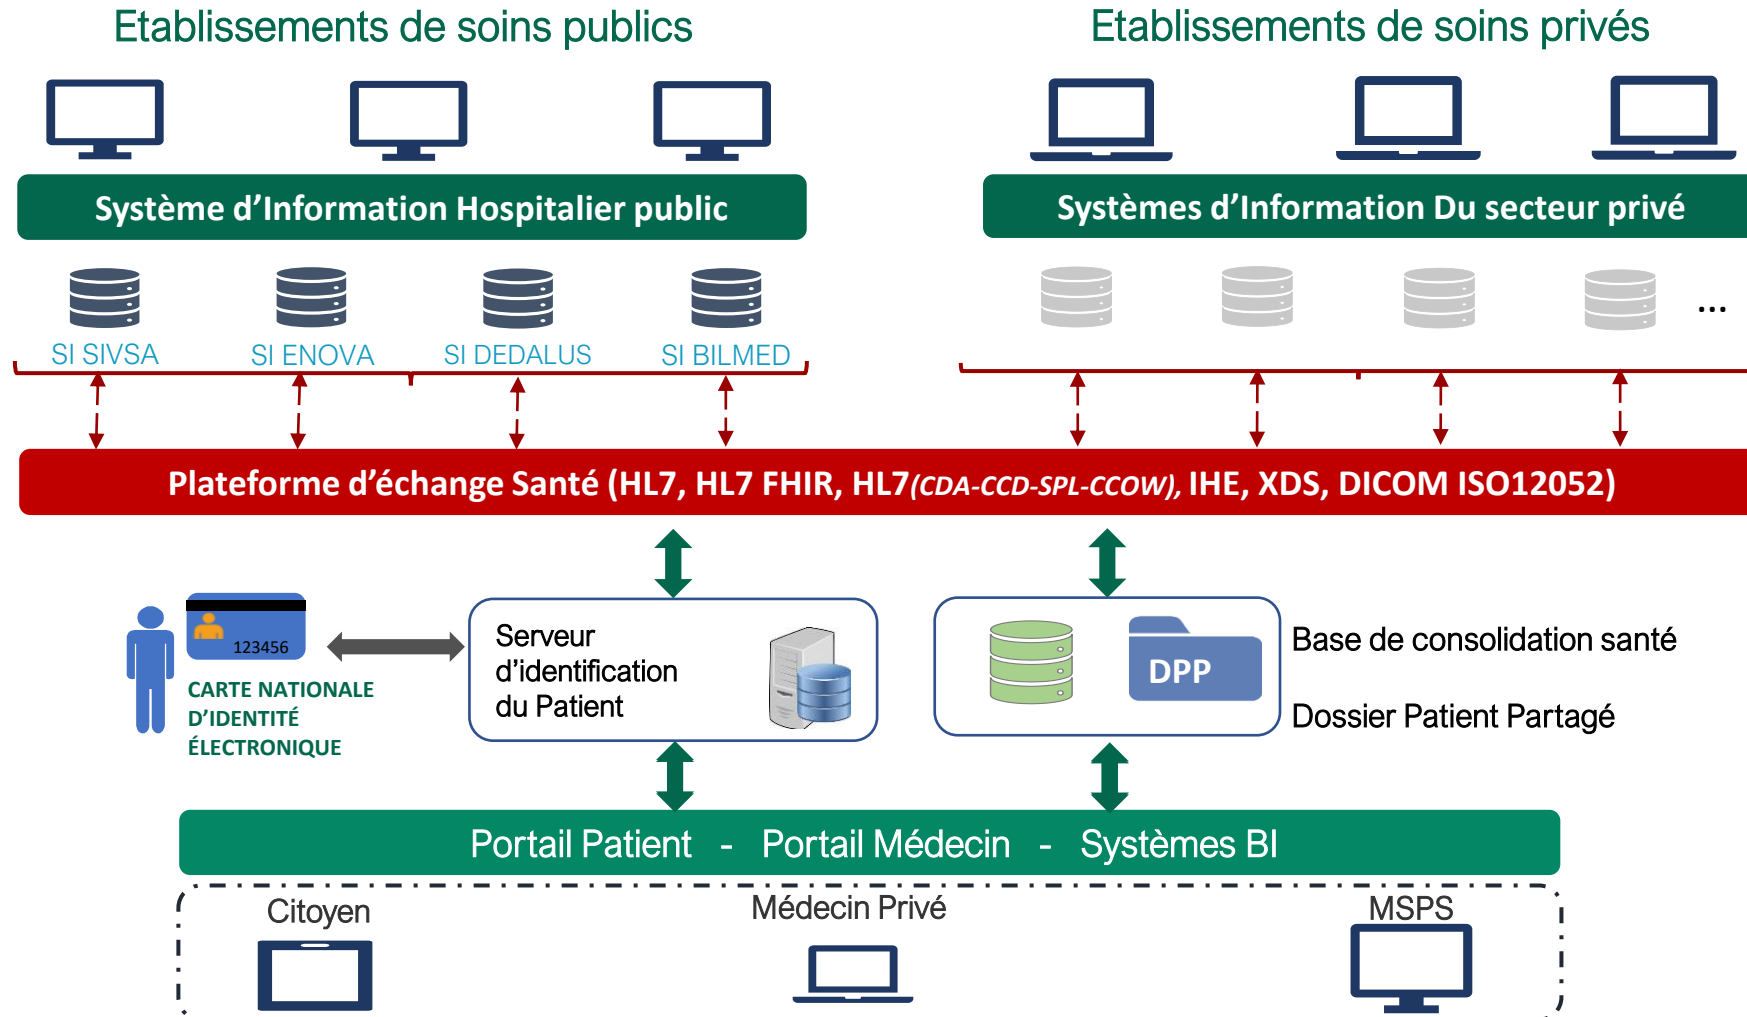 Etablissements de soins publics
Etablissements de soins privés
Système d’Information Hospitalier public
Systèmes d’Information Du secteur privé
SI SIVSA
SI ENOVA
SI DEDALUS
SI BILMED
...
Plateforme d’échange Santé (HL7, HL7 FHIR, HL7(CDA-CCD-SPL-CCOW), IHE, XDS, DICOM ISO12052)
123456
CARTE NATIONALE
D’IDENTITÉ
ÉLECTRONIQUE
Serveur
d’identification
du Patient
DPP
Base de consolidation santé
Dossier Patient Partagé
Portail Patient - Portail Médecin - Systèmes BI
Citoyen
Médecin Privé
MSPS